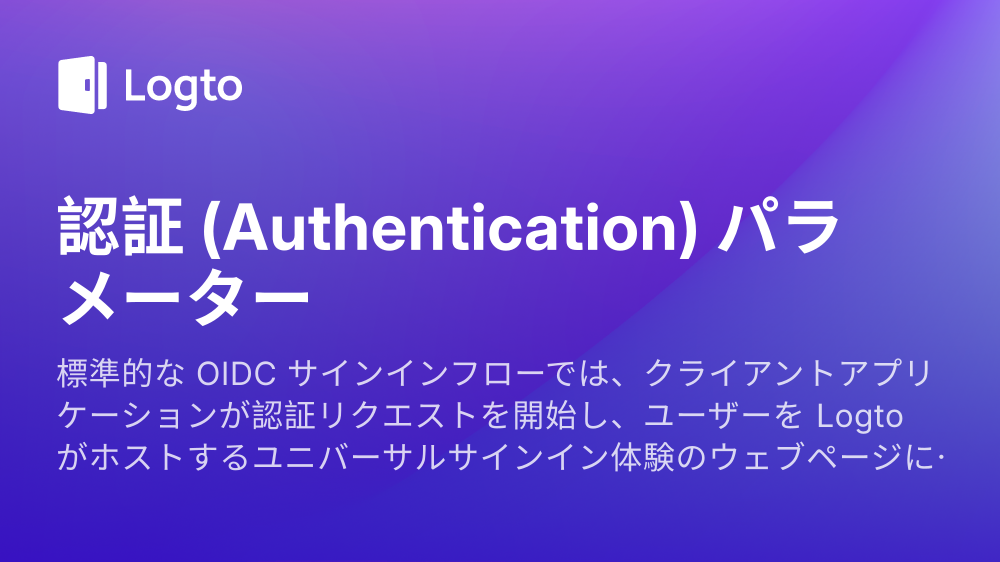 Logto
認証 (Authentication) パラ
メーター
標準的な OIDC サインインフローでは、クライアントアプリ
ケーションが認証リクエストを開始し、ユーザーを Logto
がホストするユニバーサルサインイン体験のウェブページに·